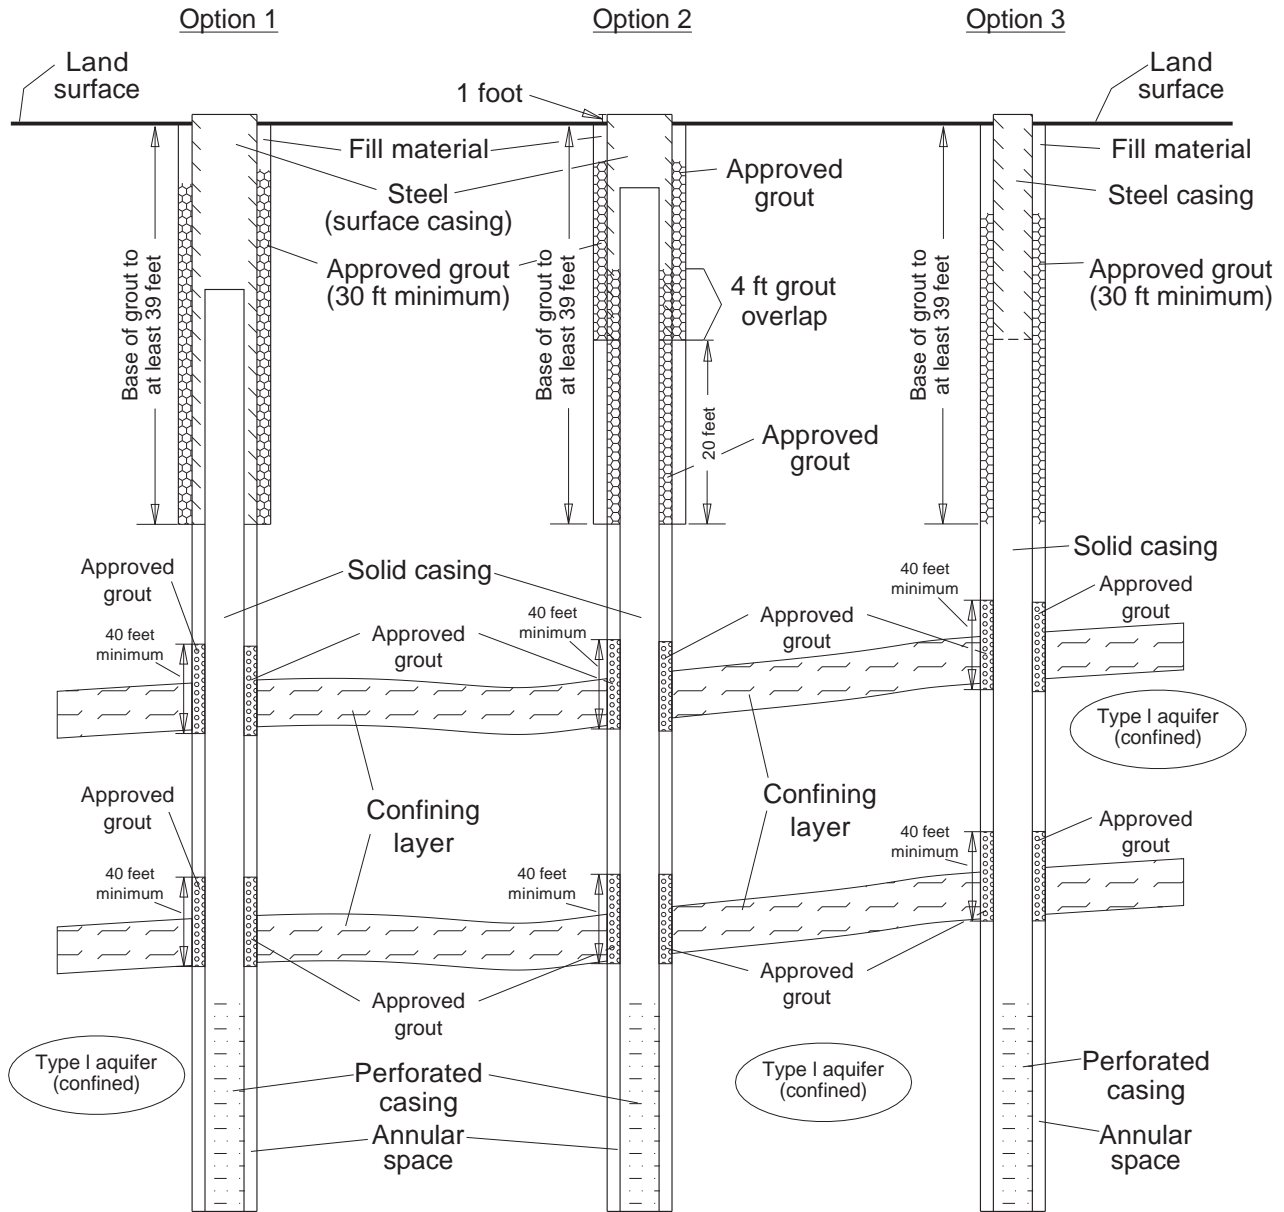 Option 1
Option 2
Option 3
Land
surface
1 foot
Land
surface
Fill material
Steel
(surface casing)
Approved grout
(30 ft minimum)
Base of grout to
at least 39 feet
Base of grout to
at least 39 feet
Approved
grout
4 ft grout
overlap
20 feet
Approved
grout
Base of grout to
at least 39 feet
Fill material
Steel casing
Approved grout
(30 ft minimum)
Approved
grout
40 feet
minimum
Solid casing
Approved
grout
40 feet
minimum
Approved
grout
40 feet
minimum
Solid casing
Approved
grout
Type I aquifer
(confined)
Approved
grout
40 feet
minimum
Confining
layer
40 feet
minimum
Confining
layer
40 feet
minimum
Approved
grout
Approved
grout
Approved
grout
Type I aquifer
(confined)
Perforated
casing
Annular
space
Type I aquifer
(confined)
Perforated
casing
Annular
space